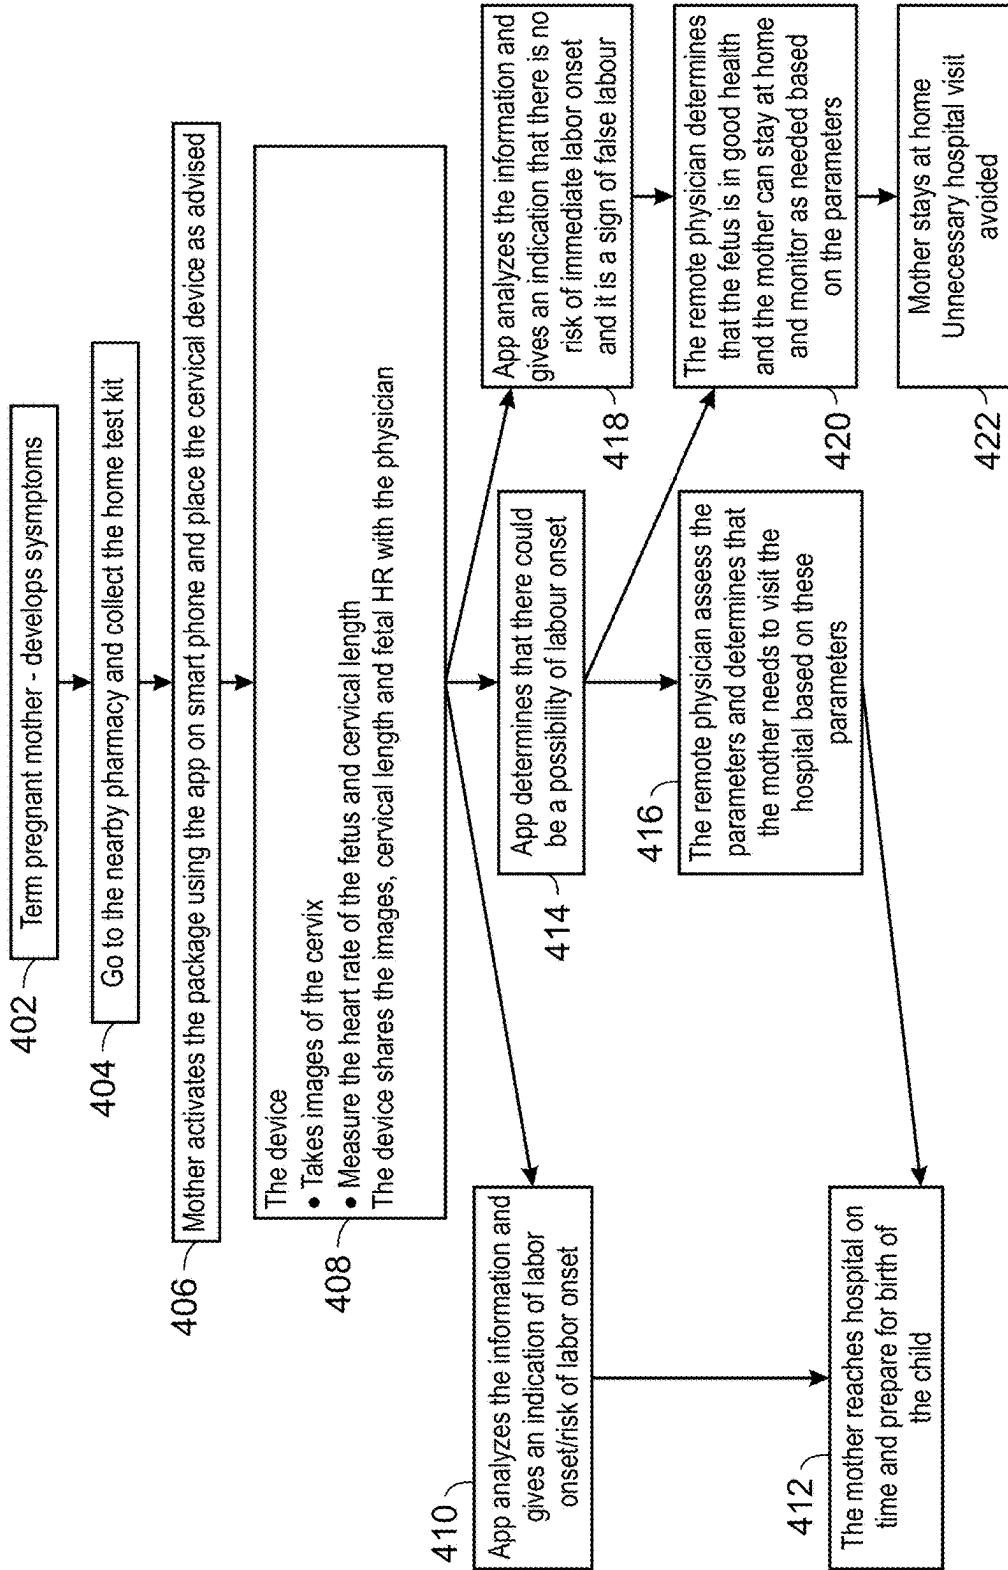 402
Term pregnant mother - develops sysmptoms
404
Go to the nearby pharmacy and collect the home test kit
406
Mother activates the package using the app on smart phone and place the cervical device as advised
408
The device
• Takes images of the cervix
• Measure the heart rate of the fetus and cervical length
The device shares the images, cervical length and fetal HR with the physician
410
App analyzes the information and
gives an indication of labor
onset/risk of labor onset
412
The mother reaches hospital on
time and prepare for birth of
the child
414
App determines that there could
be a possibility of labour onset
416
The remote physician assess the
parameters and determines that
the mother needs to visit the
hospital based on these
parameters
418
App analyzes the information and
gives an indication that there is no
risk of immediate labor onset
and it is a sign of false labour
420
The remote physician determines
that the fetus is in good health
and the mother can stay at home
and monitor as needed based
on the parameters
422
Mother stays at home
Unnecessary hospital visit
avoided